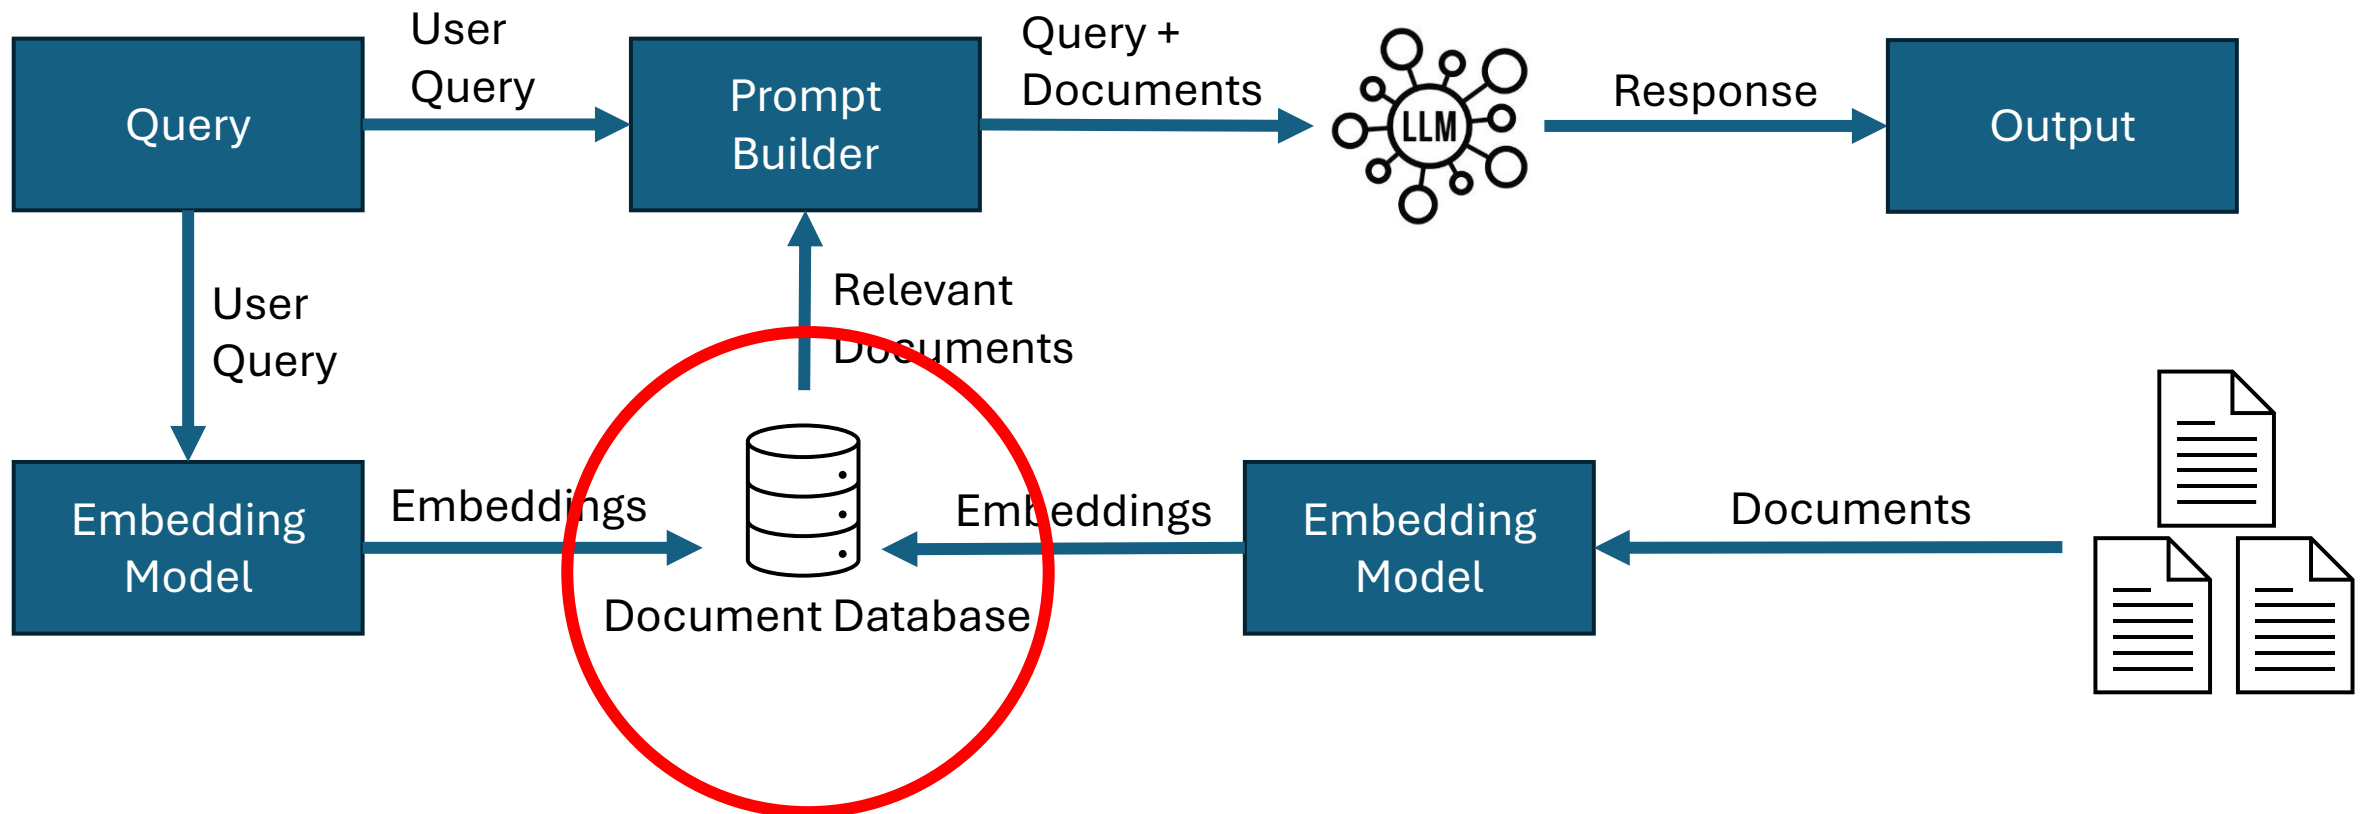 User
Query
Query
Prompt
Builder
Query +
Documents
LLM
Response
Output
User
Query
Relevant
Documents
Embedding
Model
Embeddings
Document Database
Embeddings
Embedding
Model
Documents